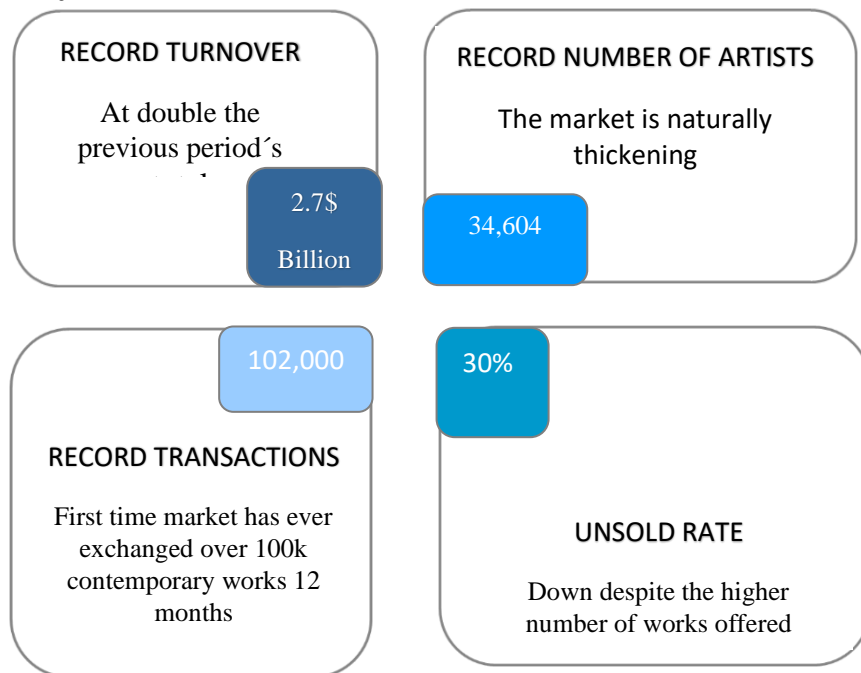 RECORD TURNOVER
At double the
previous period´s
2.7$
Billion
RECORD NUMBER OF ARTISTS
The market is naturally
thickening
34,604
102,000
RECORD TRANSACTIONS
First time market has ever
exchanged over 100k
contemporary works 12
months
30%
UNSOLD RATE
Down despite the higher
number of works offered